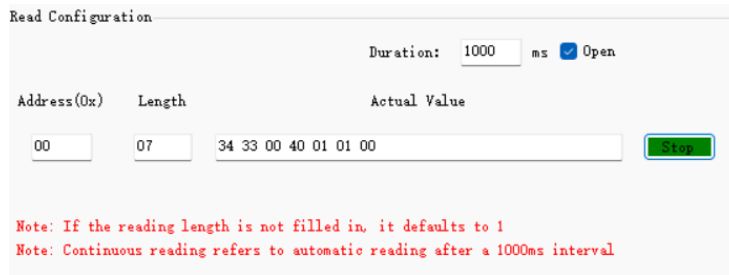 Read Configuration
Duration: 1000 ms Open
Address(0x) Length Actual Value
00 07 34 33 00 40 01 01 00 Stop
Note: If the reading length is not filled in, it defaults to 1
Note: Continuous reading refers to automatic reading after a 1000ms interval